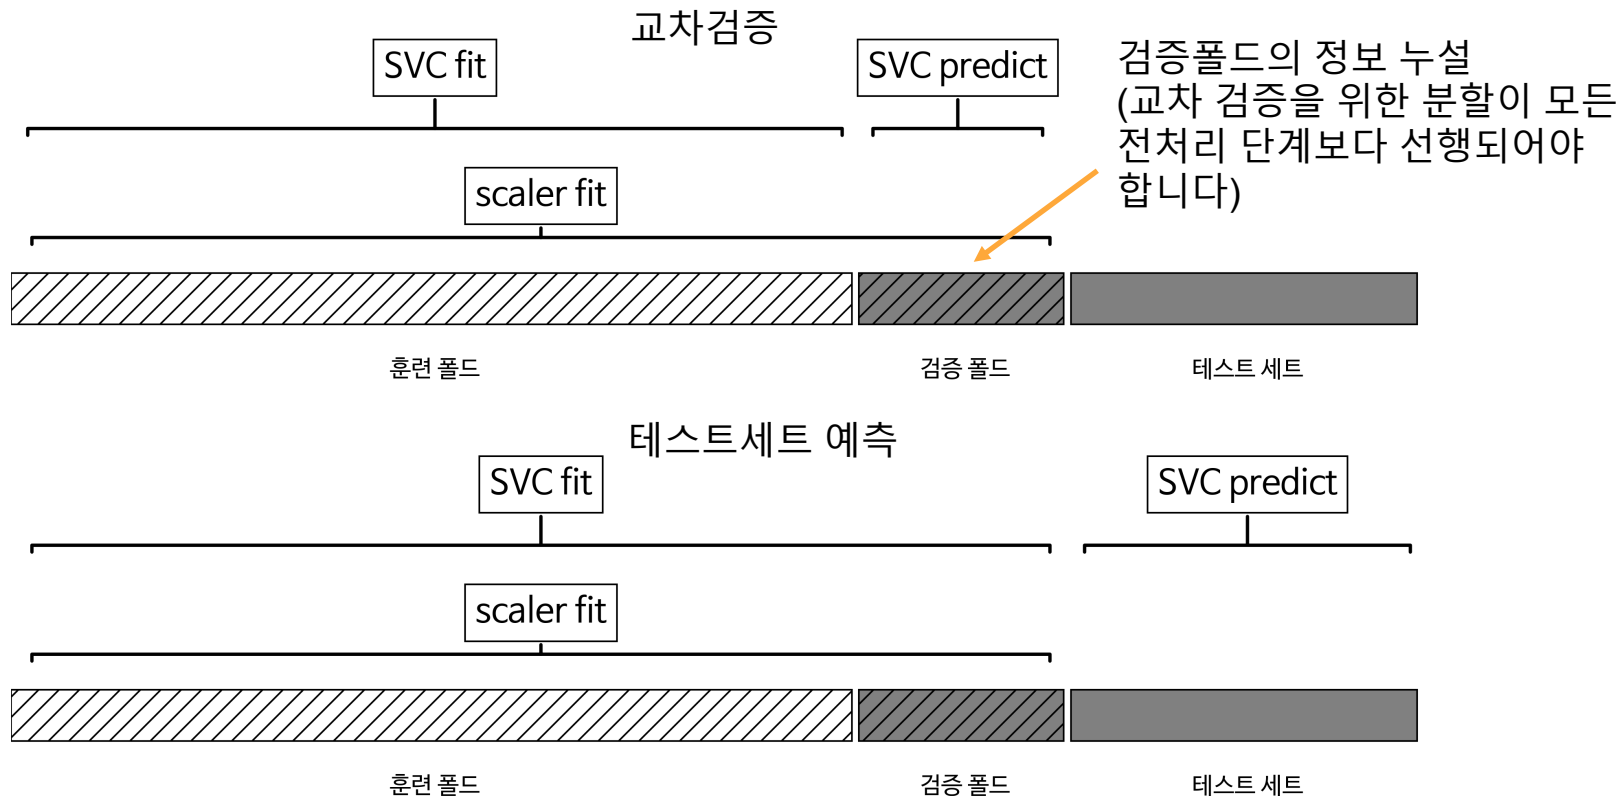 교차검증
SVC fit
SVC predict
검증폴드의 정보 누설
(교차 검증을 위한 분할이 모든
전처리 단계보다 선행되어야
합니다)
scaler fit
훈련 폴드
검증 폴드
테스트 세트
테스트세트 예측
SVC fit
SVC predict
scaler fit
훈련 폴드
검증 폴드
테스트 세트